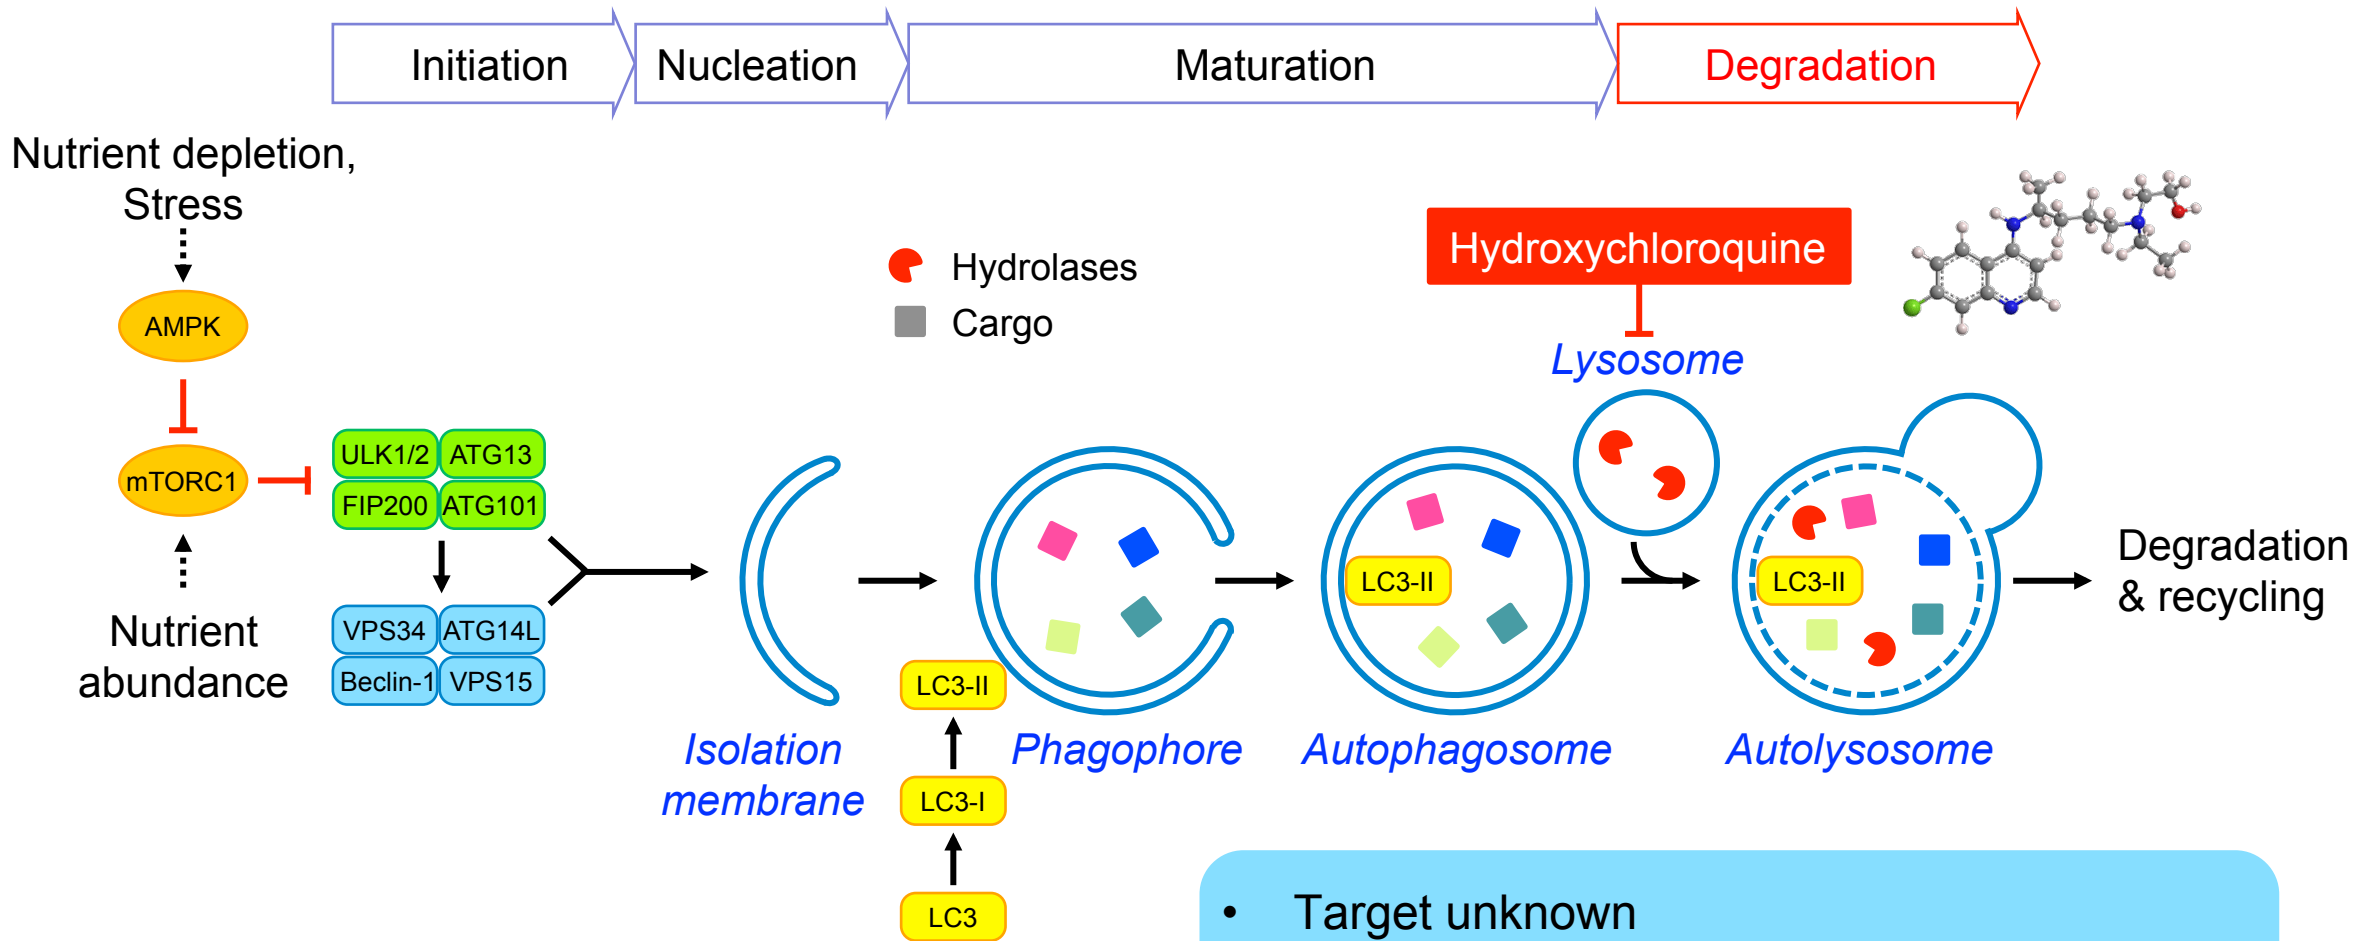 Initiation
Nucleation
Maturation
Degradation
Nutrient depletion,
Stress
AMPK
mTORC1
Nutrient
abundance
ULK1/2
ATG13
FIP200
ATG101
VPS34
ATG14L
Beclin-1
VPS15
Hydrolases
Cargo
Hydroxychloroquine
Lysosome
Isolation
membrane
LC3-II
LC3-I
LC3
Phagophore
LC3-II
Autophagosome
LC3-II
Autolysosome
Degradation
& recycling
• Target unknown